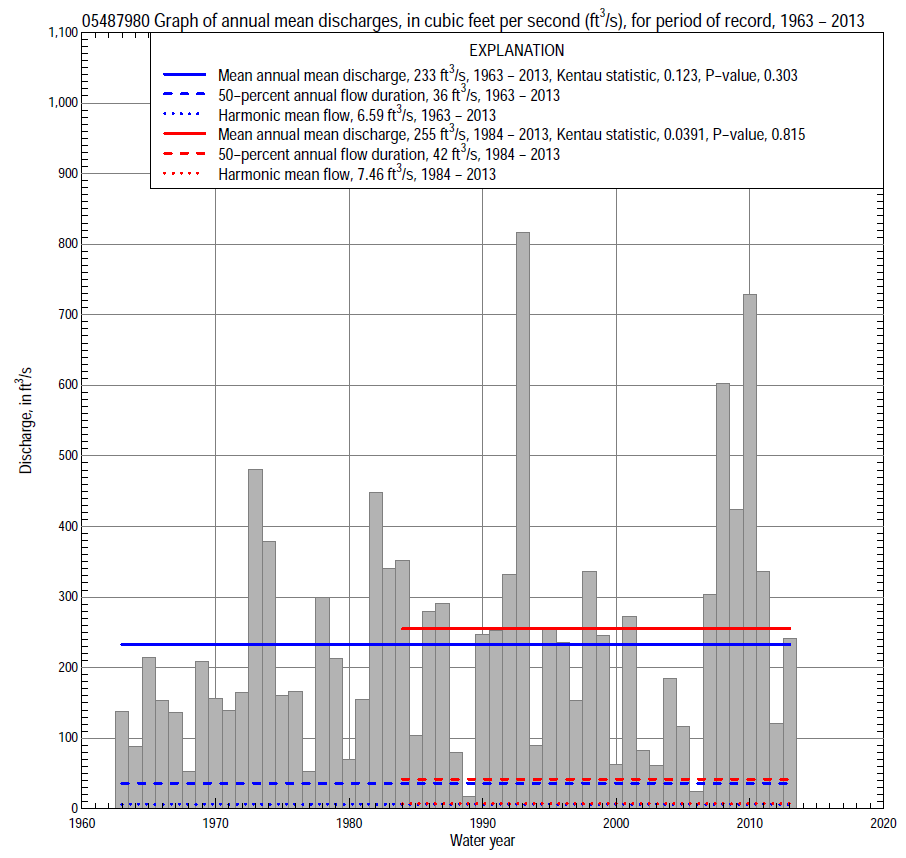 05487980 Graph of annual mean discharges, in cubic feet per second (ft³/s), for period of record, 1963 – 2013
EXPLANATION
Mean annual mean discharge, 233 ft³/s, 1963 – 2013, Kentau statistic, 0.123, P–value, 0.303
50–percent annual flow duration, 36 ft³/s, 1963 – 2013
Harmonic mean flow, 6.59 ft³/s, 1963 – 2013
Mean annual mean discharge, 255 ft³/s, 1984 – 2013, Kentau statistic, 0.0391, P–value, 0.815
50–percent annual flow duration, 42 ft³/s, 1984 – 2013
Harmonic mean flow, 7.46 ft³/s, 1984 – 2013
1,100
1,000
900
800
700
600
500
400
300
200
100
0
Discharge, in ft³/s
1960 1970 1980 1990 2000 2010 2020
Water year